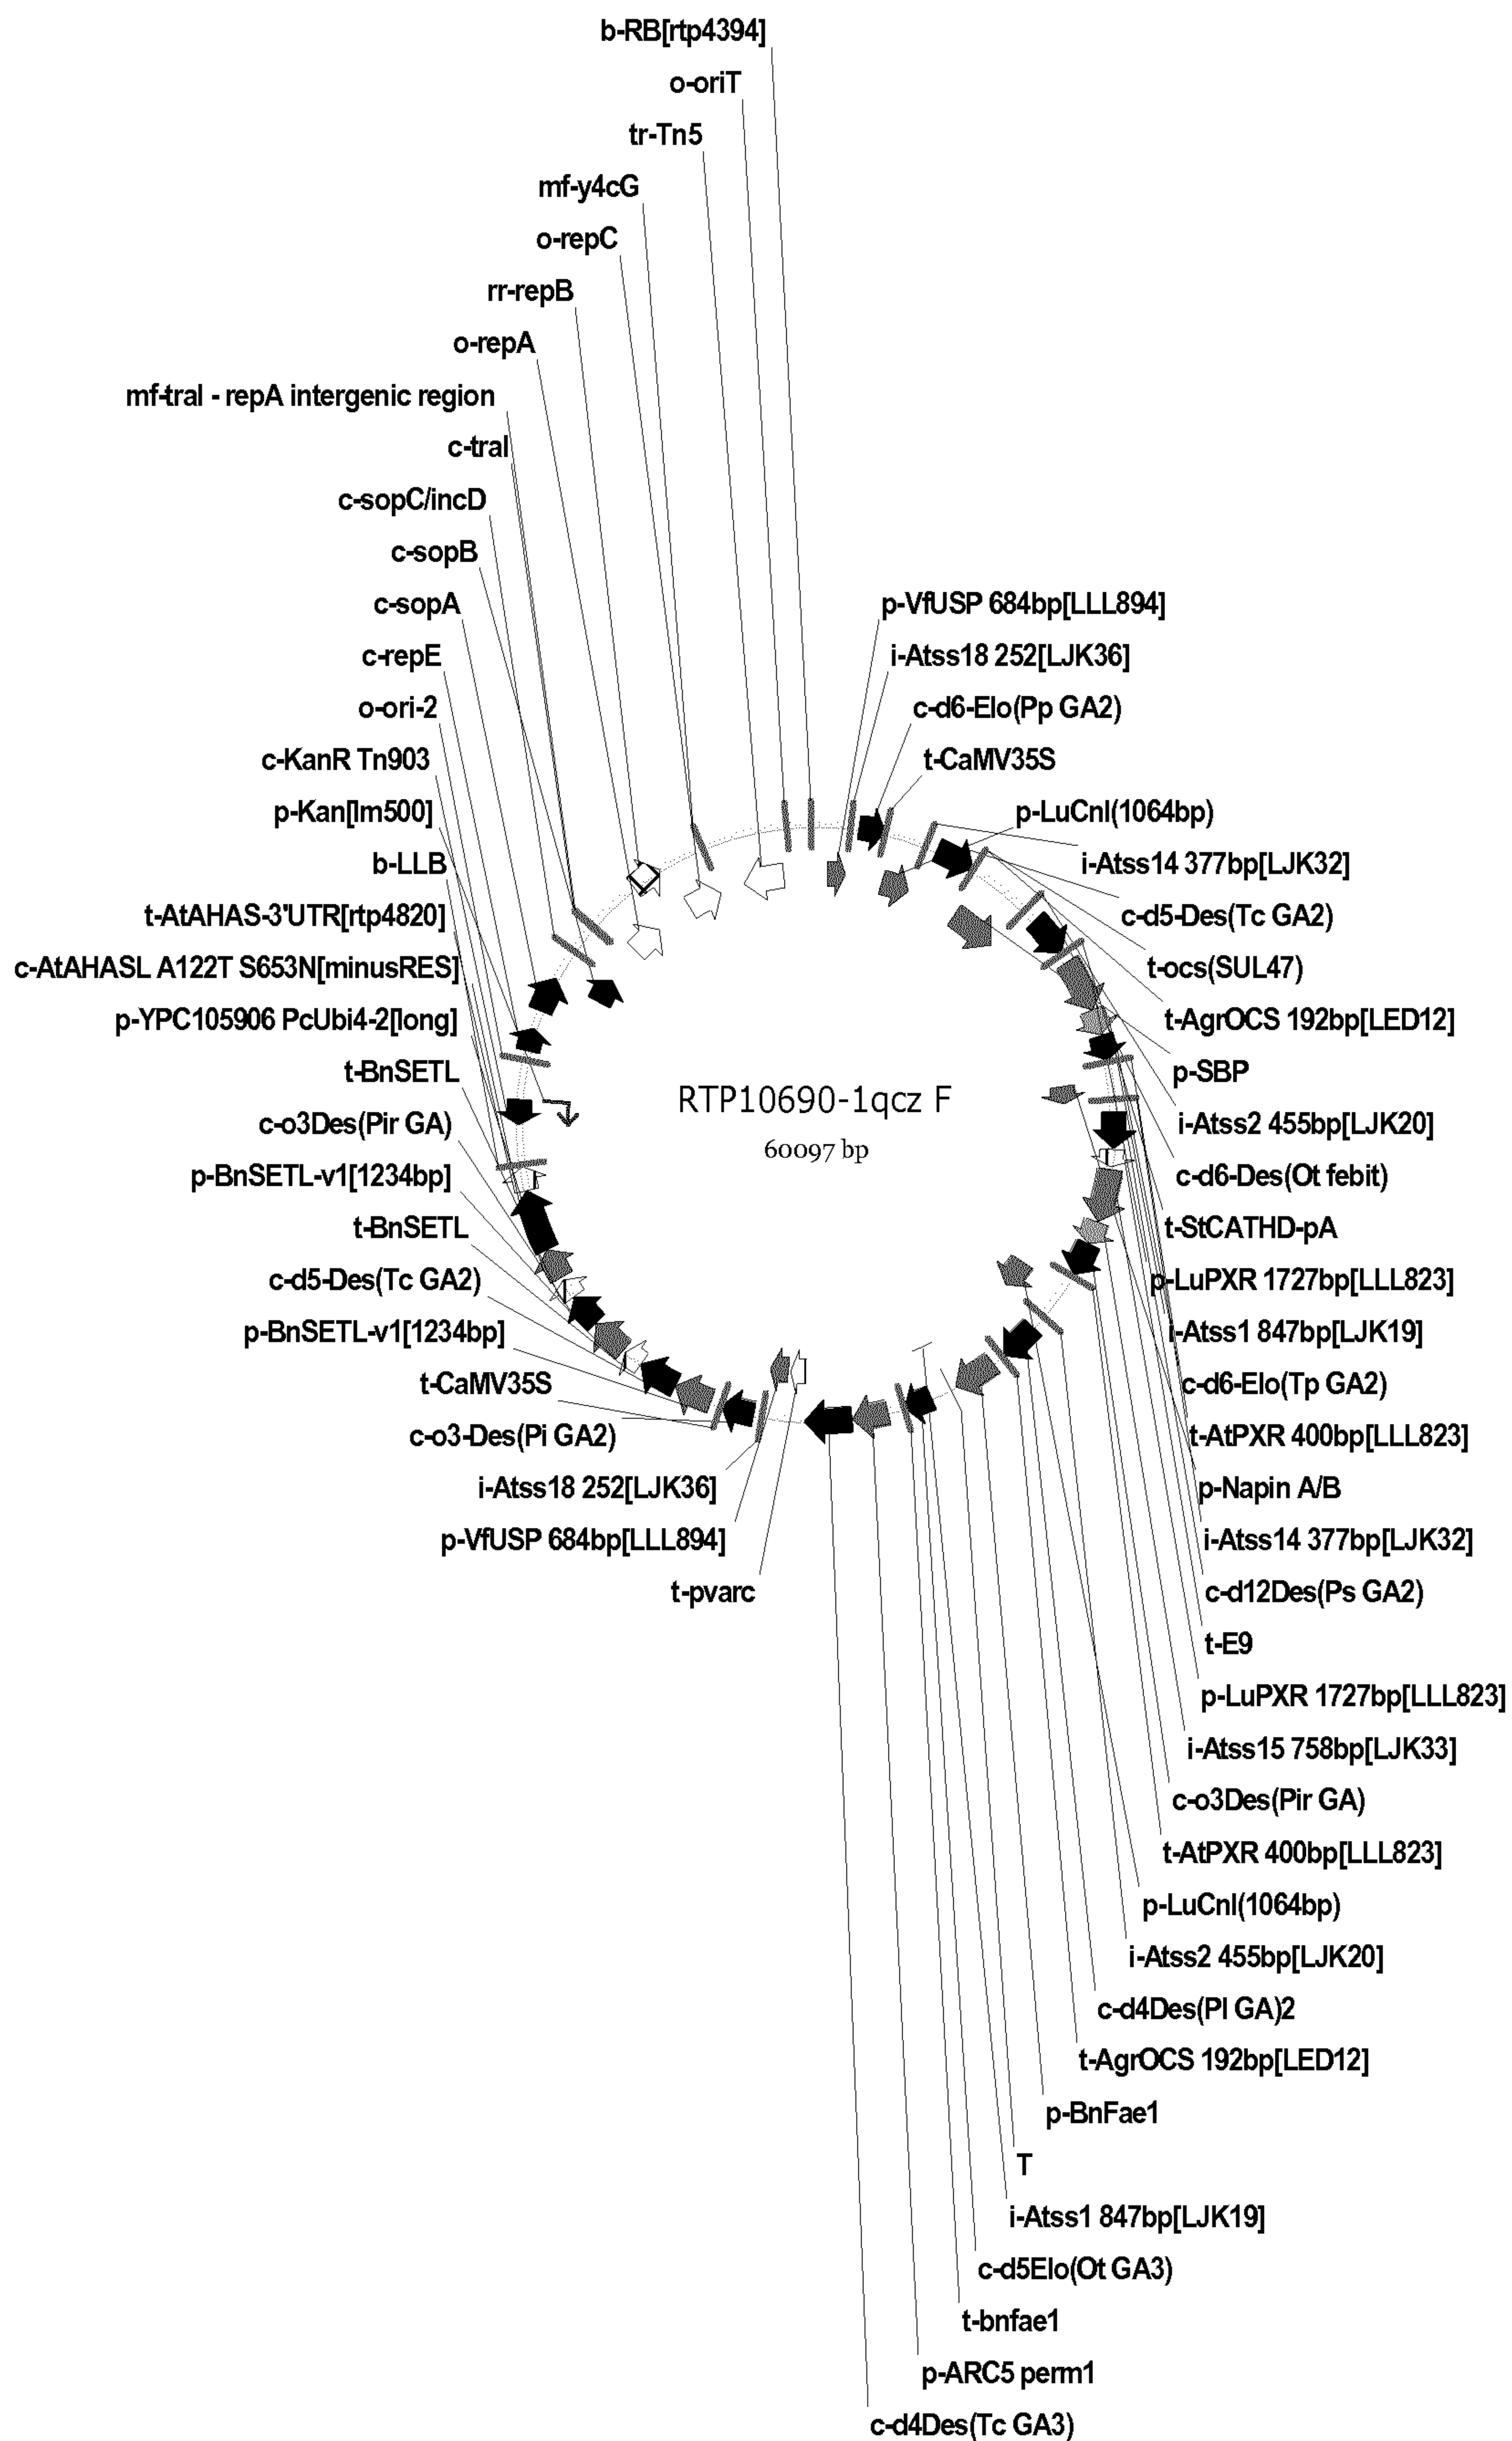 b-RB[rtp4394]
o-oriT
tr-Tn5
mf-y4cG
o-repC
rr-repB
o-repA
mf-traI - repA intergenic region
c-traI
c-sopC/incD
c-sopB
c-sopA
c-repE
o-ori-2
c-KanR Tn903
p-Kan[lm500]
b-LLB
t-AtAHAS-3'UTR[rtp4820]
c-AtAHASL A122T S653N[minusRES]
p-YPC105906 PcUbi4-2[long]
t-BnSETL
c-o3Des(Pir GA)
p-BnSETL-v1[1234bp]
t-BnSETL
c-d5-Des(Tc GA2)
p-BnSETL-v1[1234bp]
t-CaMV35S
c-o3-Des(Pi GA2)
i-Atss18 252[LJK36]
p-VfUSP 684bp[LLL894]
t-pvarc
RTP10690-1qcz F
60097 bp
p-VfUSP 684bp[LLL894]
i-Atss18 252[LJK36]
c-d6-Elo(Pp GA2)
t-CaMV35S
p-LuCnl(1064bp)
i-Atss14 377bp[LJK32]
c-d5-Des(Tc GA2)
t-ocs(SUL47)
t-AgrOCS 192bp[LED12]
p-SBP
i-Atss2 455bp[LJK20]
c-d6-Des(Ot febit)
t-StCATHD-pA
p-LuPXR 1727bp[LLL823]
i-Atss1 847bp[LJK19]
c-d6-Elo(Tp GA2)
t-AtPXR 400bp[LLL823]
p-Napin A/B
i-Atss14 377bp[LJK32]
c-d12Des(Ps GA2)
t-E9
p-LuPXR 1727bp[LLL823]
i-Atss15 758bp[LJK33]
c-o3Des(Pir GA)
t-AtPXR 400bp[LLL823]
p-LuCnl(1064bp)
i-Atss2 455bp[LJK20]
c-d4Des(Pl GA)2
t-AgrOCS 192bp[LED12]
p-BnFae1
T
i-Atss1 847bp[LJK19]
c-d5Elo(Ot GA3)
t-bnfae1
p-ARC5 perm1
c-d4Des(Tc GA3)